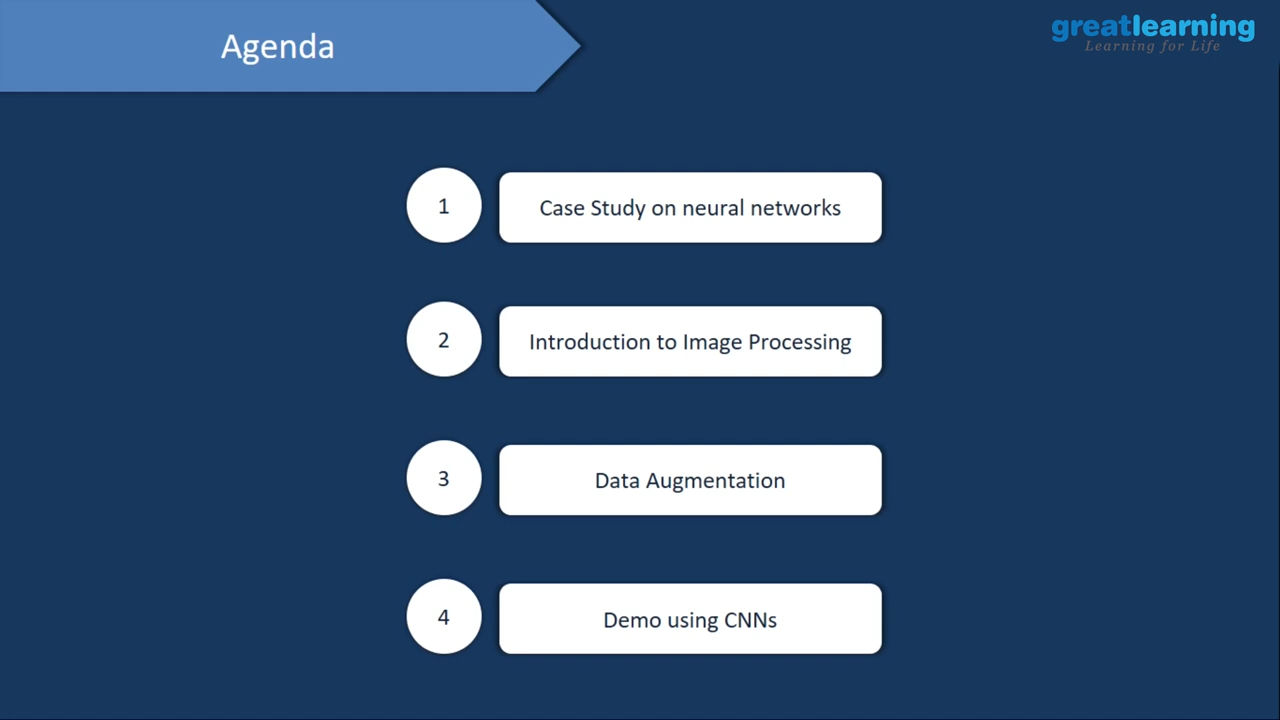 Agenda
greatlearning
Learning for Life
1
Case Study on neural networks
2
Introduction to Image Processing
3
Data Augmentation
4
Demo using CNNs